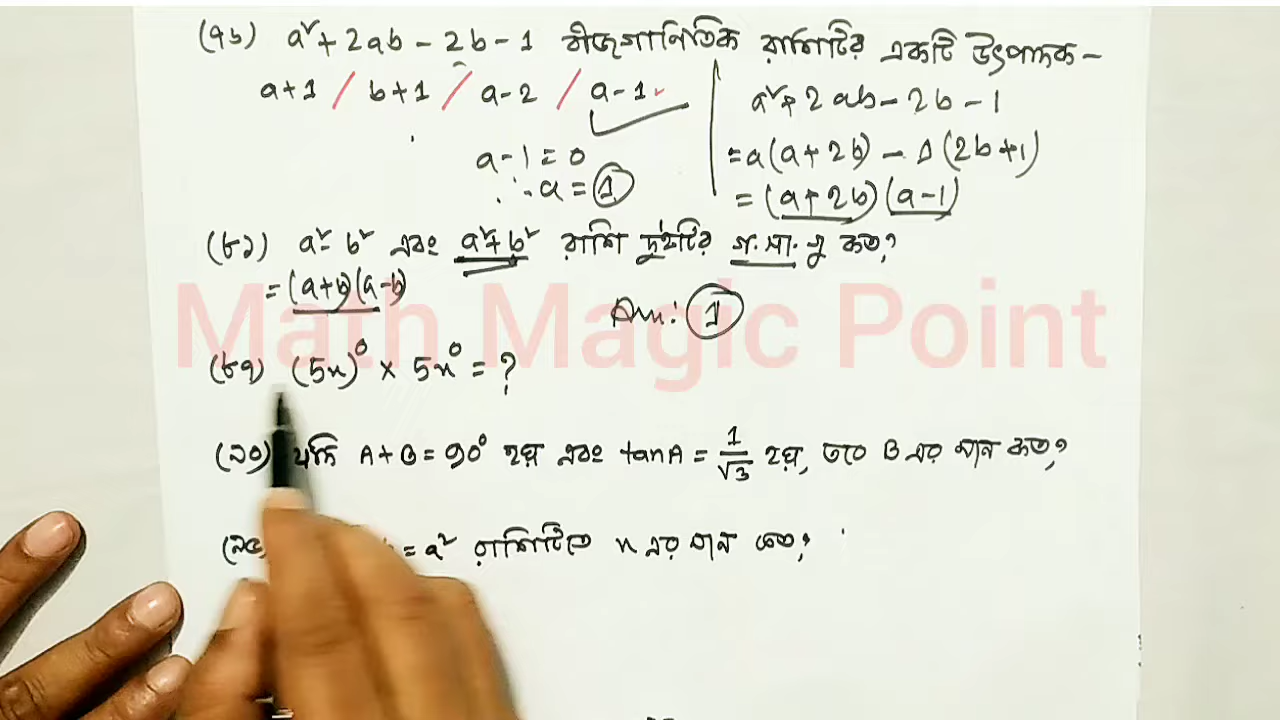 (৭৬) a² + 2ab - 2b - 1 বীজগাণিতিক রাশিটির একটি উৎপাদক -
a+1 / b+1 / a-2 / a-1
a-1 = 0
∴ a = 1
a² + 2ab - 2b - 1
= a(a+2b) - 1(2b+1)
= (a+2b)(a-1)
(৮১) a² - b² এবং a² + b² রাশি দুইটির গ.সা.গু কত?
= (a+b)(a-b)
Ans: 1
Math Magic Point
(৮৭) (5x)⁰ × 5x⁰ = ?
(৯০) যদি A+B = 90° হয় এবং tanA = 1/√3 হয়, তবে B এর মান কত?
= a² রাশিটিতে x এর মান কত?